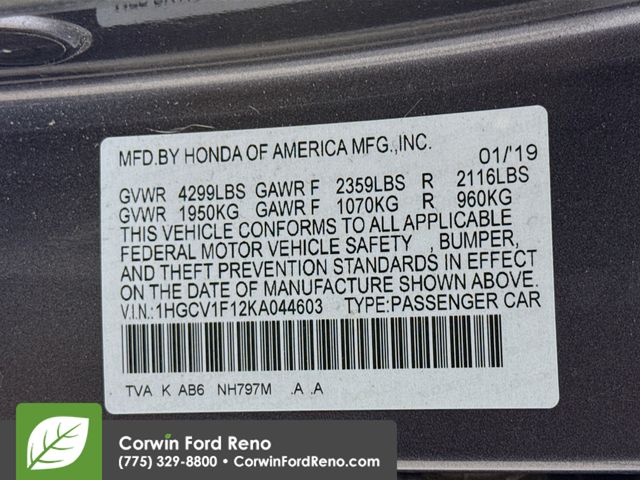 MFD.BY HONDA OF AMERICA MFG.,INC. 01/'19
GVWR 4299LBS GAWR F 2359LBS R 2116LBS
GVWR 1950KG GAWR F 1070KG R 960KG
THIS VEHICLE CONFORMS TO ALL APPLICABLE
FEDERAL MOTOR VEHICLE SAFETY , BUMPER,
AND THEFT PREVENTION STANDARDS IN EFFECT
ON THE DATE OF MANUFACTURE SHOWN ABOVE.
V.I.N.:1HGCV1F12KA044603 TYPE:PASSENGER CAR
TVA K AB6 NH797M .A .A
Corwin Ford Reno
(775) 329-8800 • CorwinFordReno.com